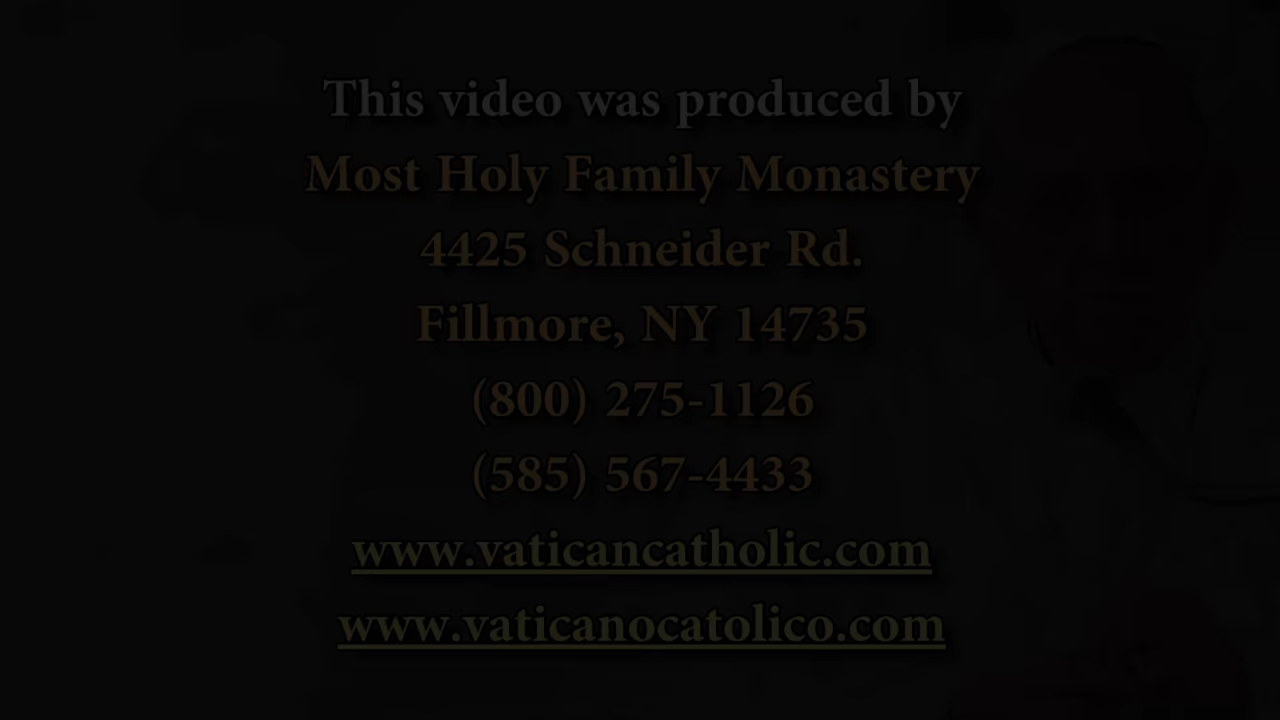 This video was produced by
Most Holy Family Monastery
4425 Schneider Rd.
Fillmore, NY 14735
(800) 275-1126
(585) 567-4433
www.vaticancatholic.com
www.vaticanocatolico.com